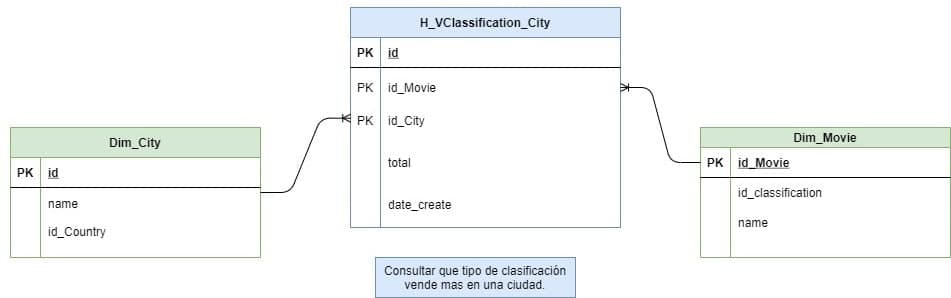 H_VClassification_City
PK id
PK id_Movie
PK id_City
total
date_create
Dim_City
PK id
name
id_Country
Dim_Movie
PK id_Movie
id_classification
name
Consultar que tipo de clasificación
vende mas en una ciudad.